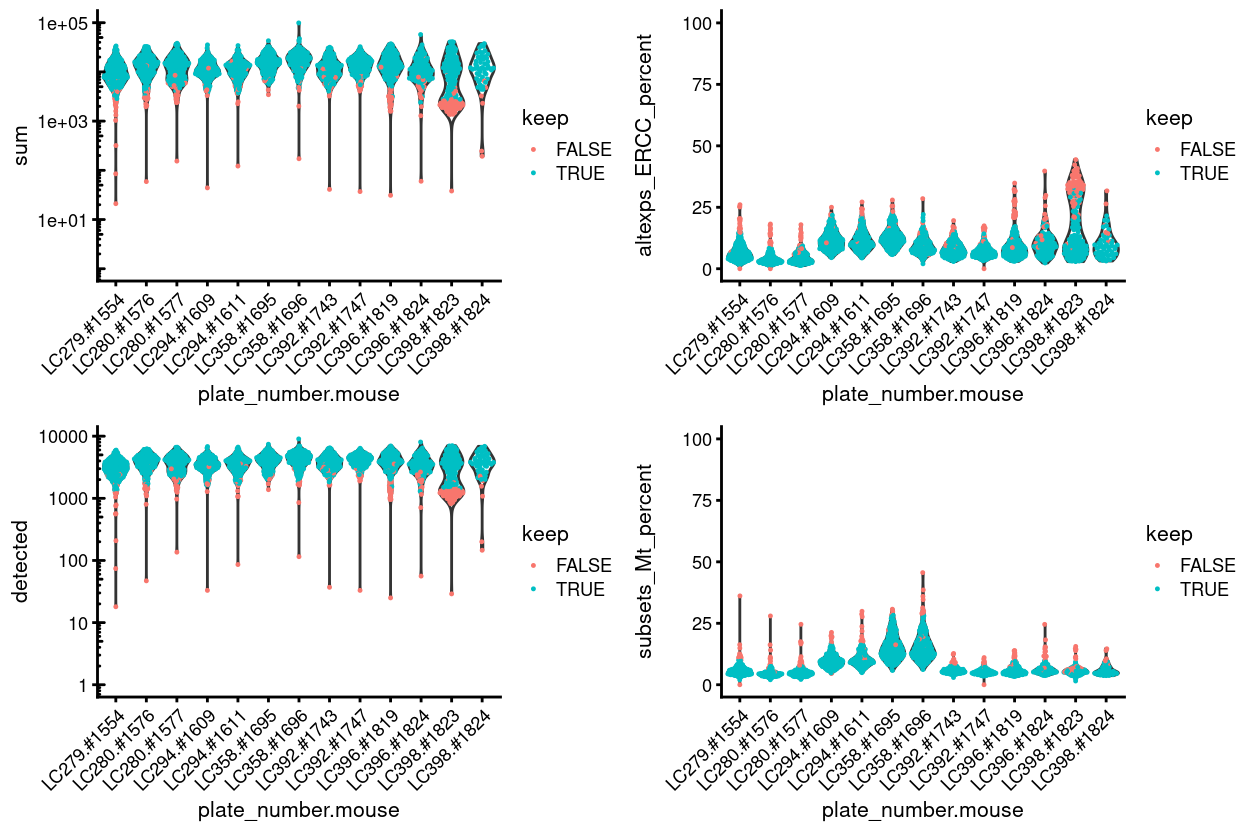 sum
1e+05
1e+03
1e+01
LC279.#1554
LC280.#1576
LC280.#1577
LC294.#1609
LC294.#1611
LC358.#1695
LC358.#1696
LC392.#1743
LC392.#1747
LC396.#1819
LC396.#1824
LC398.#1823
LC398.#1824
plate_number.mouse
keep
FALSE
TRUE
altexps_ERCC_percent
100
75
50
25
0
LC279.#1554
LC280.#1576
LC280.#1577
LC294.#1609
LC294.#1611
LC358.#1695
LC358.#1696
LC392.#1743
LC392.#1747
LC396.#1819
LC396.#1824
LC398.#1823
LC398.#1824
plate_number.mouse
keep
FALSE
TRUE
detected
10000
1000
100
10
1
LC279.#1554
LC280.#1576
LC280.#1577
LC294.#1609
LC294.#1611
LC358.#1695
LC358.#1696
LC392.#1743
LC392.#1747
LC396.#1819
LC396.#1824
LC398.#1823
LC398.#1824
plate_number.mouse
keep
FALSE
TRUE
subsets_Mt_percent
100
75
50
25
0
LC279.#1554
LC280.#1576
LC280.#1577
LC294.#1609
LC294.#1611
LC358.#1695
LC358.#1696
LC392.#1743
LC392.#1747
LC396.#1819
LC396.#1824
LC398.#1823
LC398.#1824
plate_number.mouse
keep
FALSE
TRUE